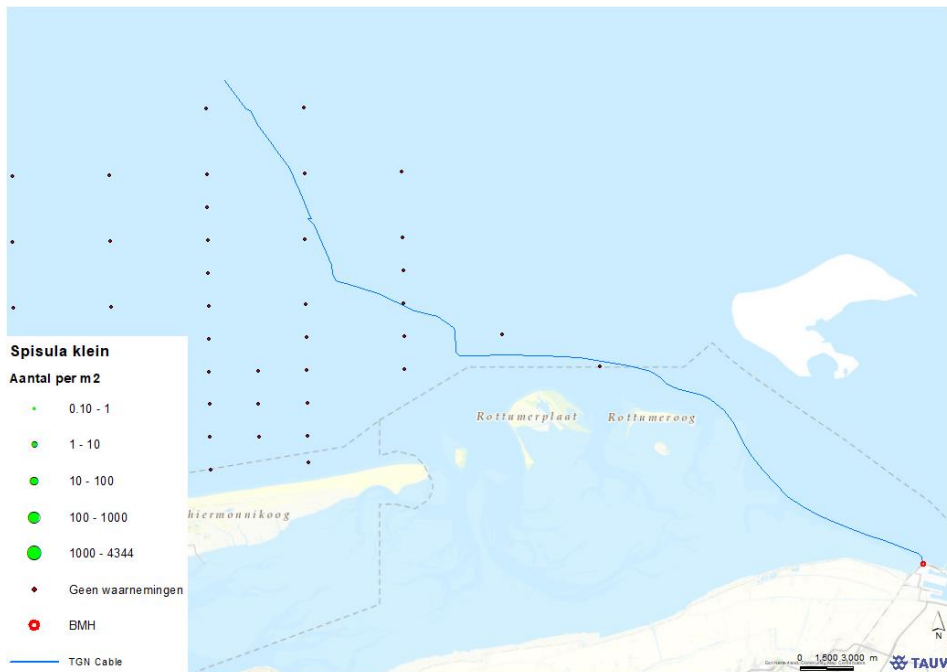 Rottumerplaat
Rottumeroog
hiermonnikoog
Spisula klein
Aantal per m2
0.10 - 1
1 - 10
10 - 100
100 - 1000
1000 - 4344
Geen waarnemingen
BMH
TGN Cable
N
0 1,500 3,000 m
TAUW